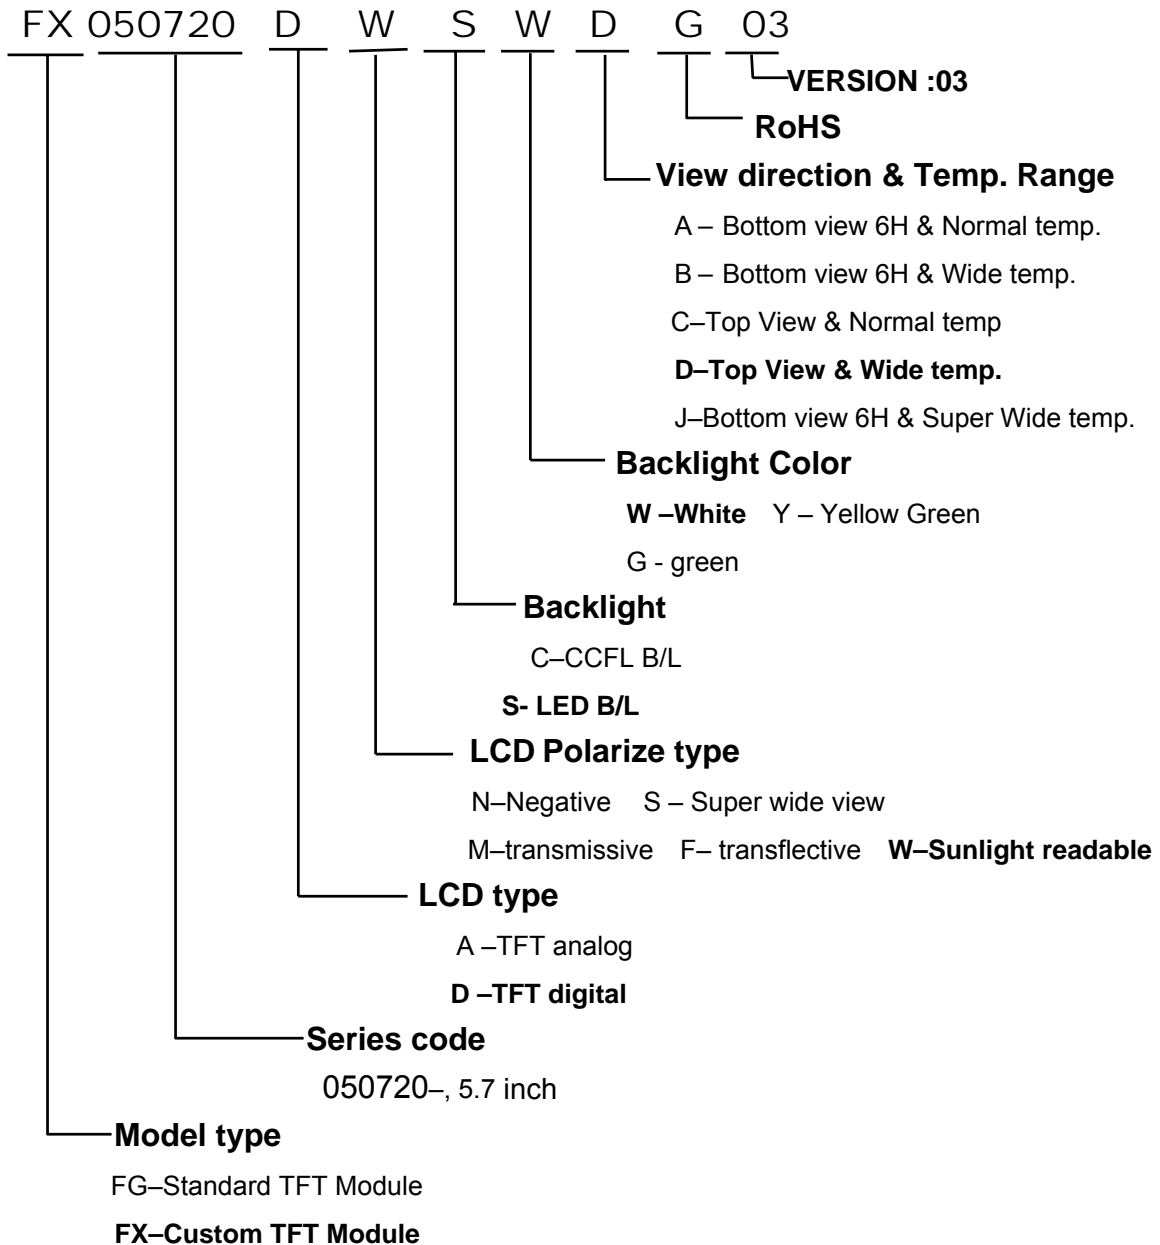 FX 050720 D W S W D G 03
VERSION :03
RoHS
View direction & Temp. Range
A – Bottom view 6H & Normal temp.
B – Bottom view 6H & Wide temp.
C–Top View & Normal temp
D–Top View & Wide temp.
J–Bottom view 6H & Super Wide temp.
Backlight Color
W –White Y – Yellow Green
G - green
Backlight
C–CCFL B/L
S- LED B/L
LCD Polarize type
N–Negative S – Super wide view
M–transmissive F– transflective W–Sunlight readable
LCD type
A –TFT analog
D –TFT digital
Series code
050720–, 5.7 inch
Model type
FG–Standard TFT Module
FX–Custom TFT Module